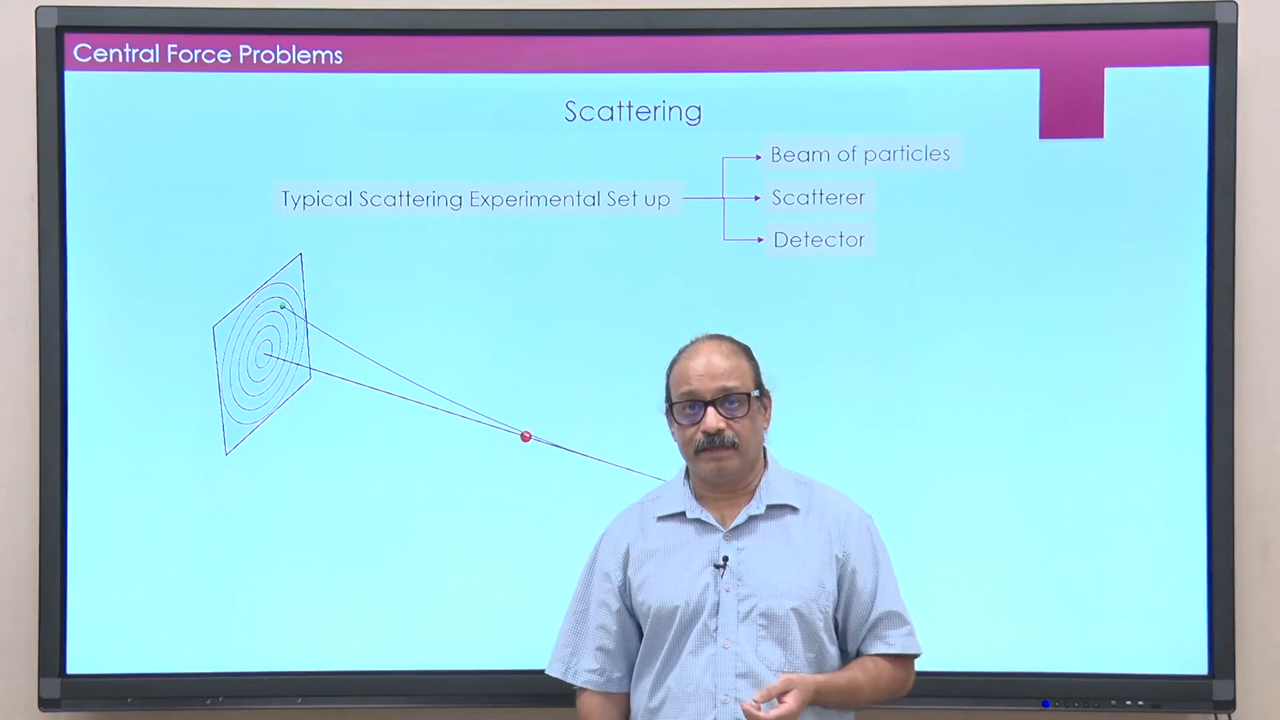 Central Force Problems
Scattering
Beam of particles
Typical Scattering Experimental Set up
Scatterer
Detector